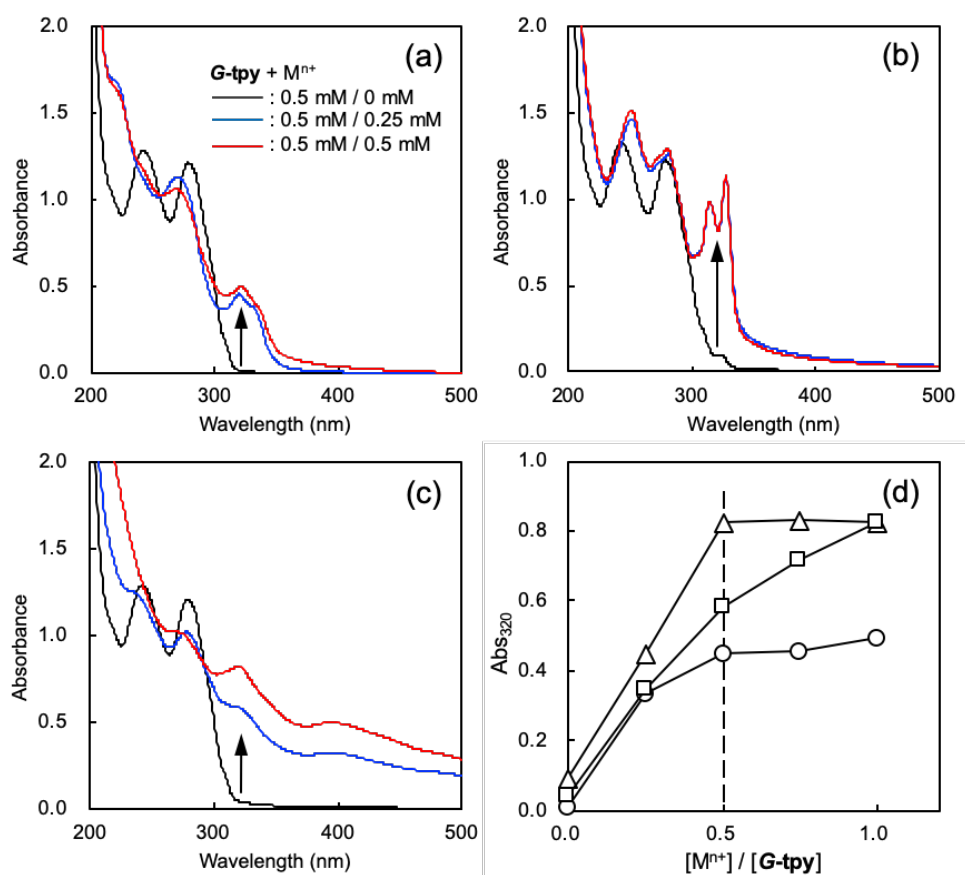 (a)
G-tpy + Mⁿ⁺
: 0.5 mM / 0 mM
: 0.5 mM / 0.25 mM
: 0.5 mM / 0.5 mM
2.0
1.5
1.0
0.5
0.0
Absorbance
200 300 400 500
Wavelength (nm)
(b)
2.0
1.5
1.0
0.5
0.0
Absorbance
200 300 400 500
Wavelength (nm)
(c)
2.0
1.5
1.0
0.5
0.0
Absorbance
200 300 400 500
Wavelength (nm)
(d)
0.8
0.6
0.4
0.2
0.0
Abs₃₂₀
0.0 0.5 1.0
[Mⁿ⁺] / [G-tpy]